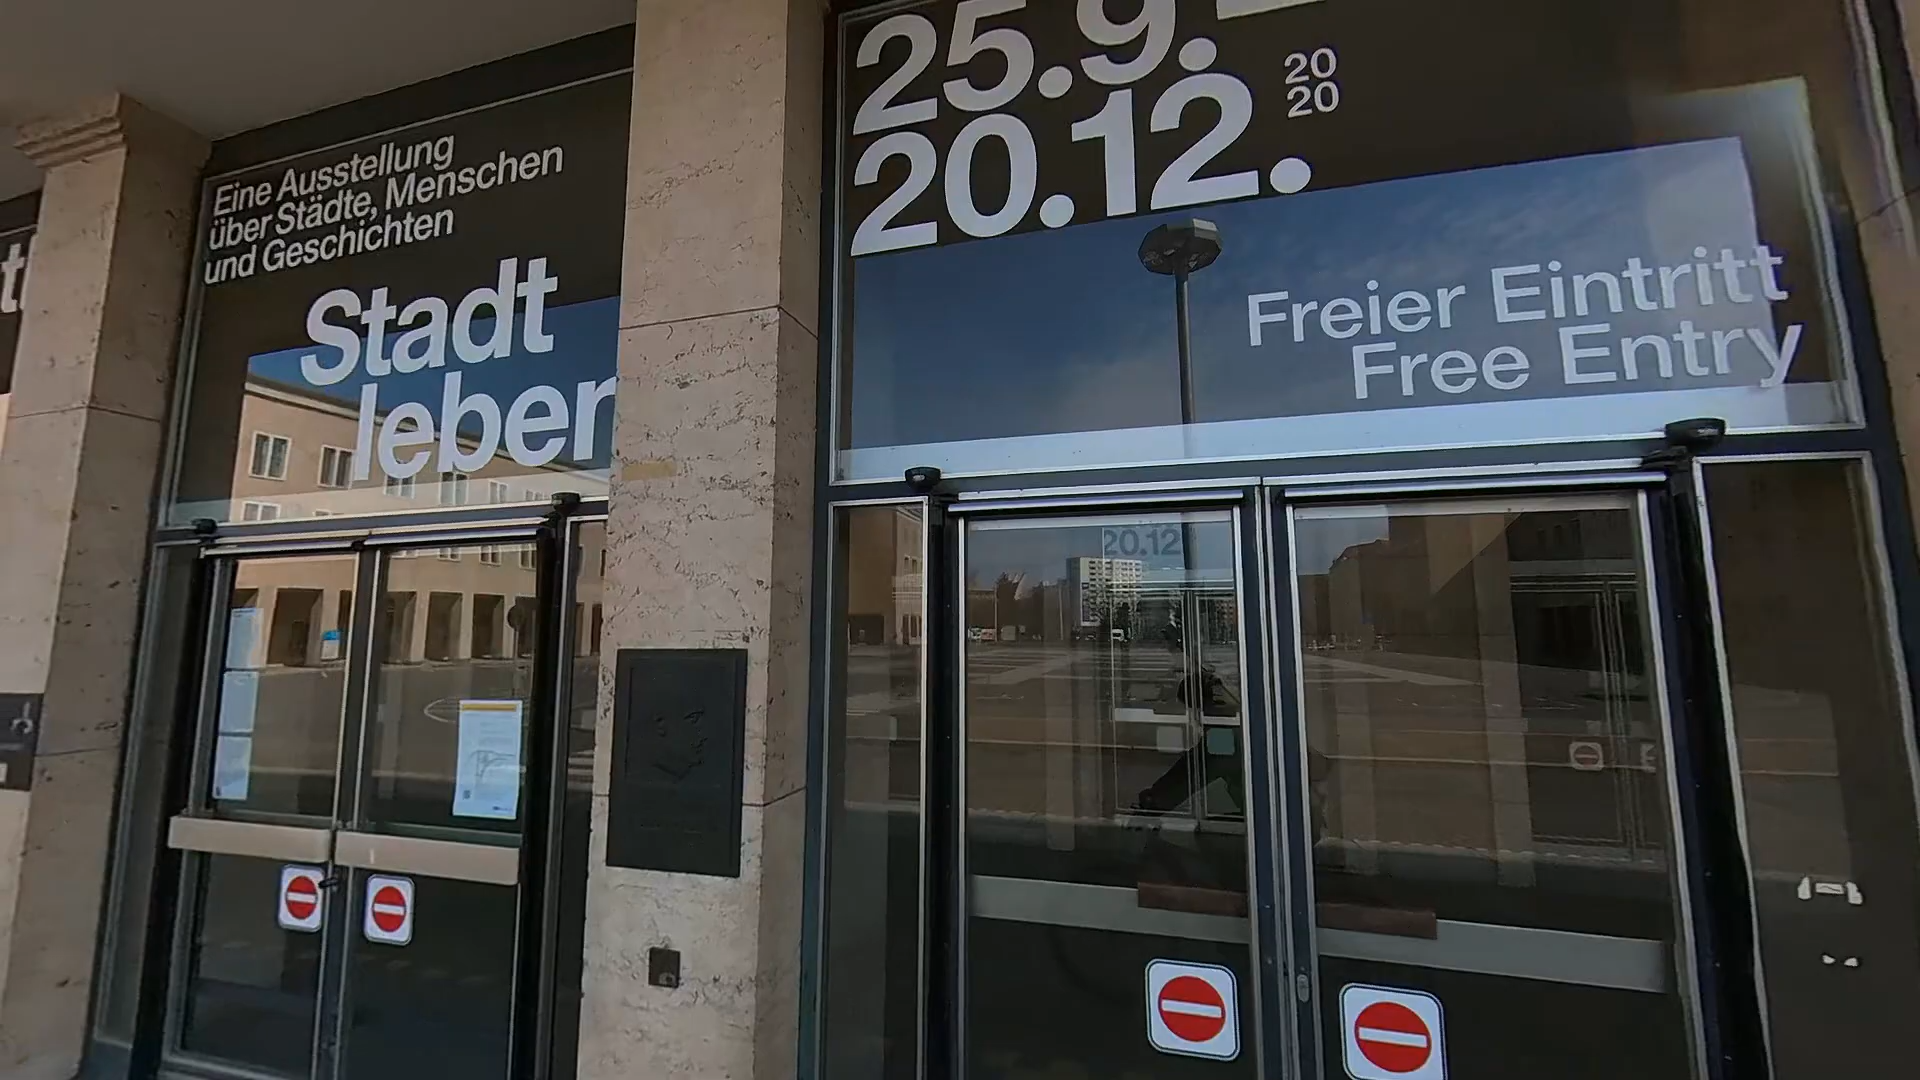 Eine Ausstellung
über Städte, Menschen
und Geschichten
Stadt
leben
25.9.
20.12.
20
20
Freier Eintritt
Free Entry
20.12